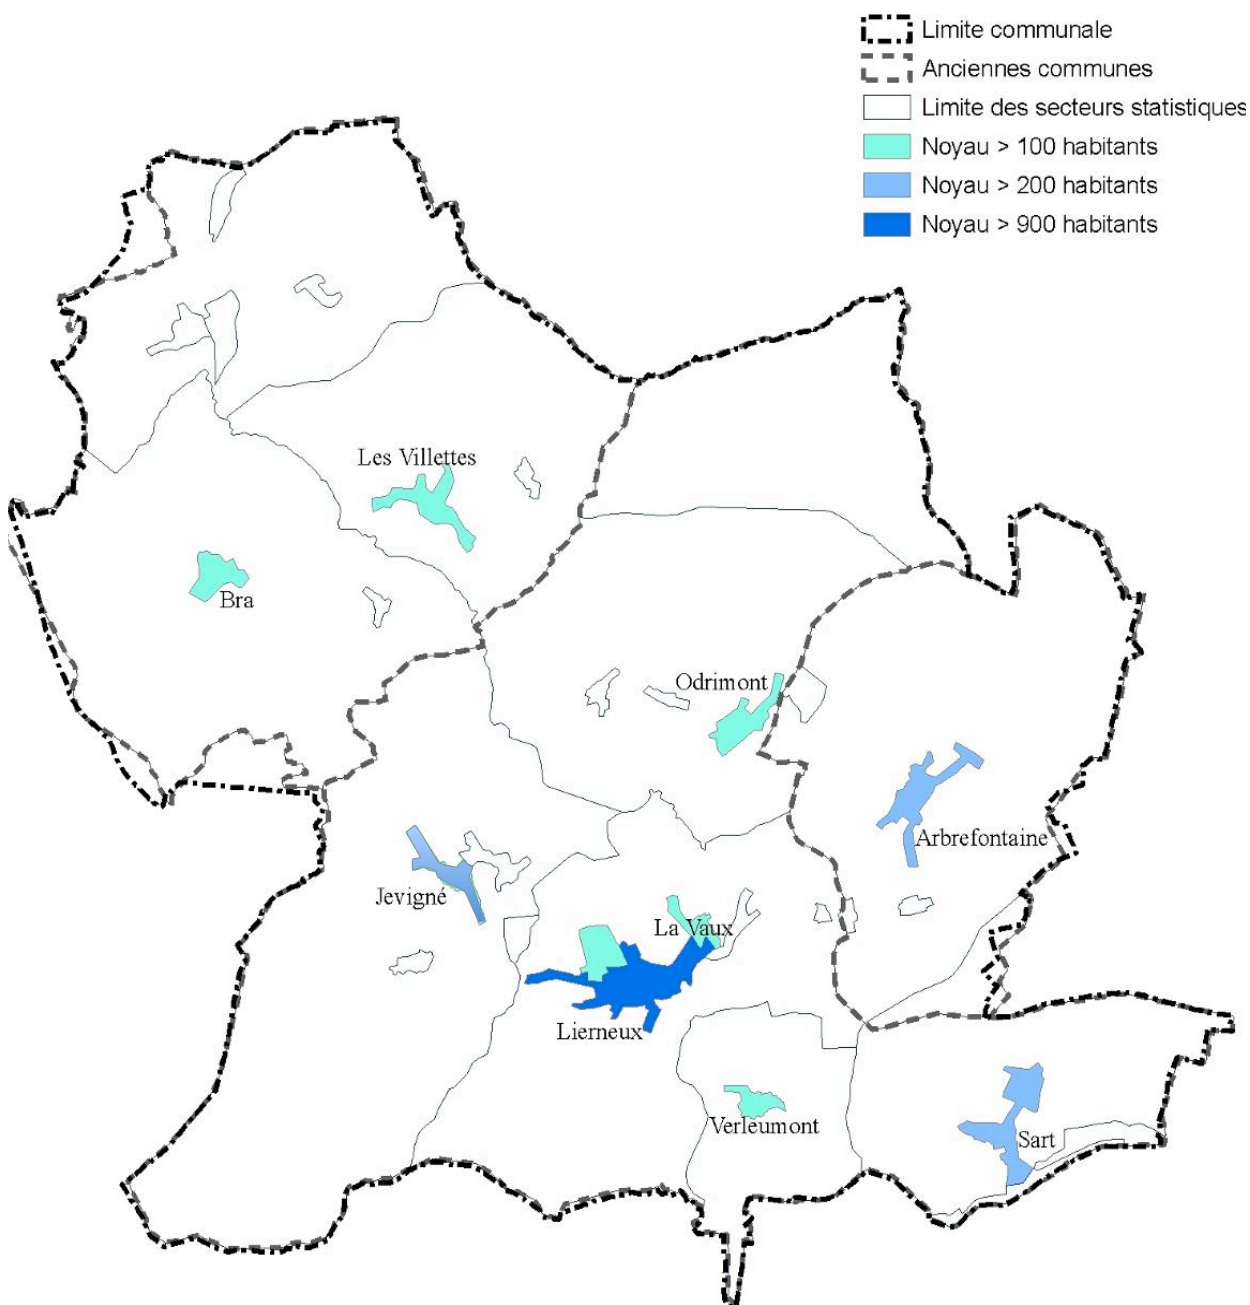 Limite communale
Anciennes communes
Limite des secteurs statistiques
Noyau > 100 habitants
Noyau > 200 habitants
Noyau > 900 habitants
Les Villettes
Bra
Odrimont
Arbrefontaine
Jevigné
La Vaux
Lierneux
Verleumont
Sart